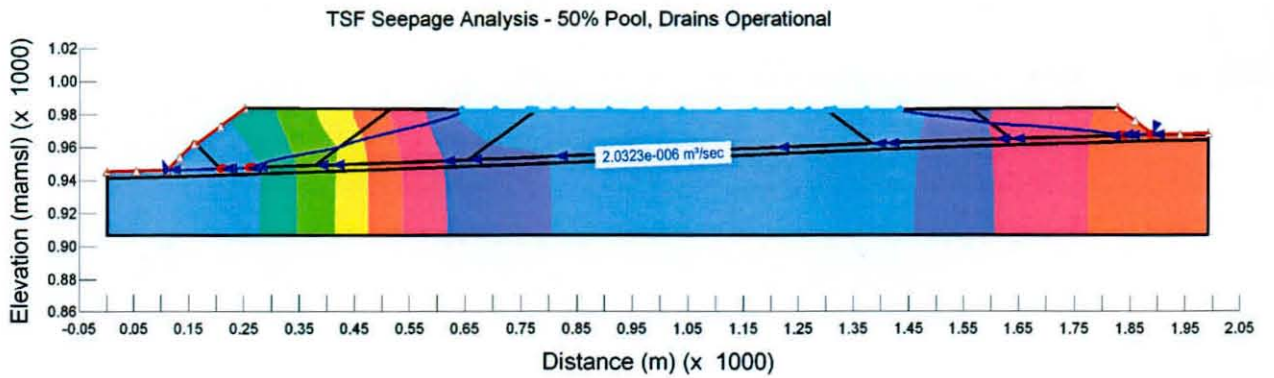 TSF Seepage Analysis - 50% Pool, Drains Operational
Elevation (mamsl) (x 1000)
1.02
1.00
0.98
0.96
0.94
0.92
0.90
0.88
0.86
2.0323e-006 m³/sec
-0.05 0.05 0.15 0.25 0.35 0.45 0.55 0.65 0.75 0.85 0.95 1.05 1.15 1.25 1.35 1.45 1.55 1.65 1.75 1.85 1.95 2.05
Distance (m) (x 1000)